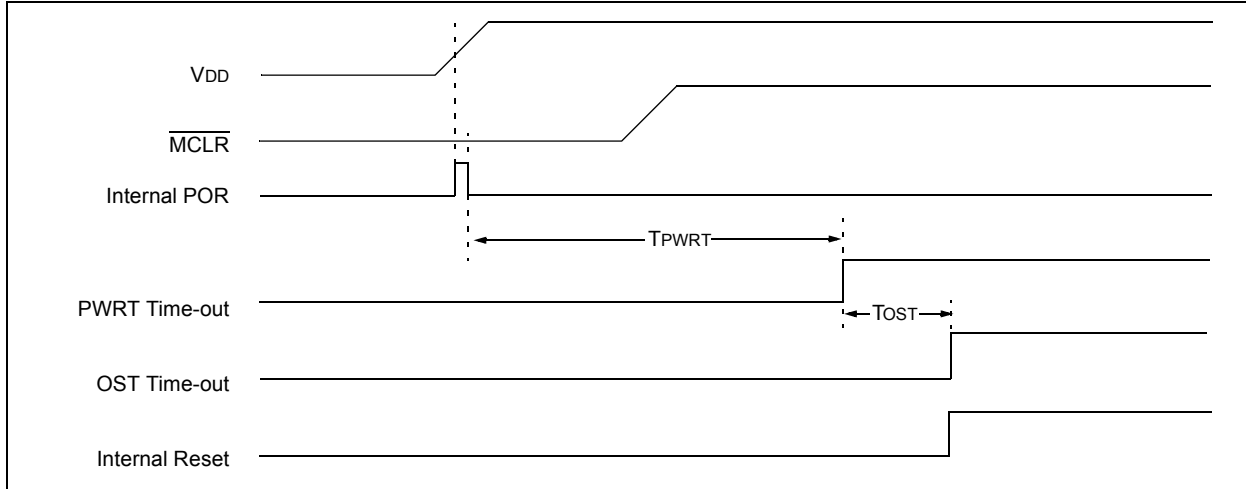 VDD
MCLR
Internal POR
TPWRT
PWRT Time-out
TOST
OST Time-out
Internal Reset